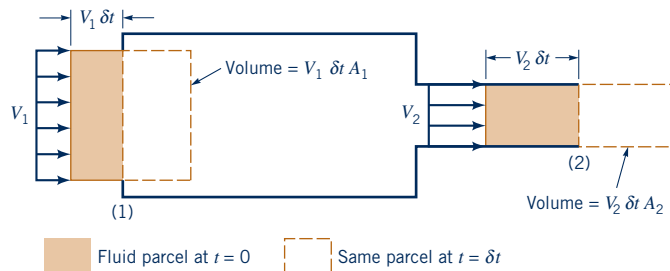 V₁ δt
Volume = V₁ δt A₁
V₂ δt
V₁
V₂
(1)
(2)
Volume = V₂ δt A₂
Fluid parcel at t = 0
Same parcel at t = δt